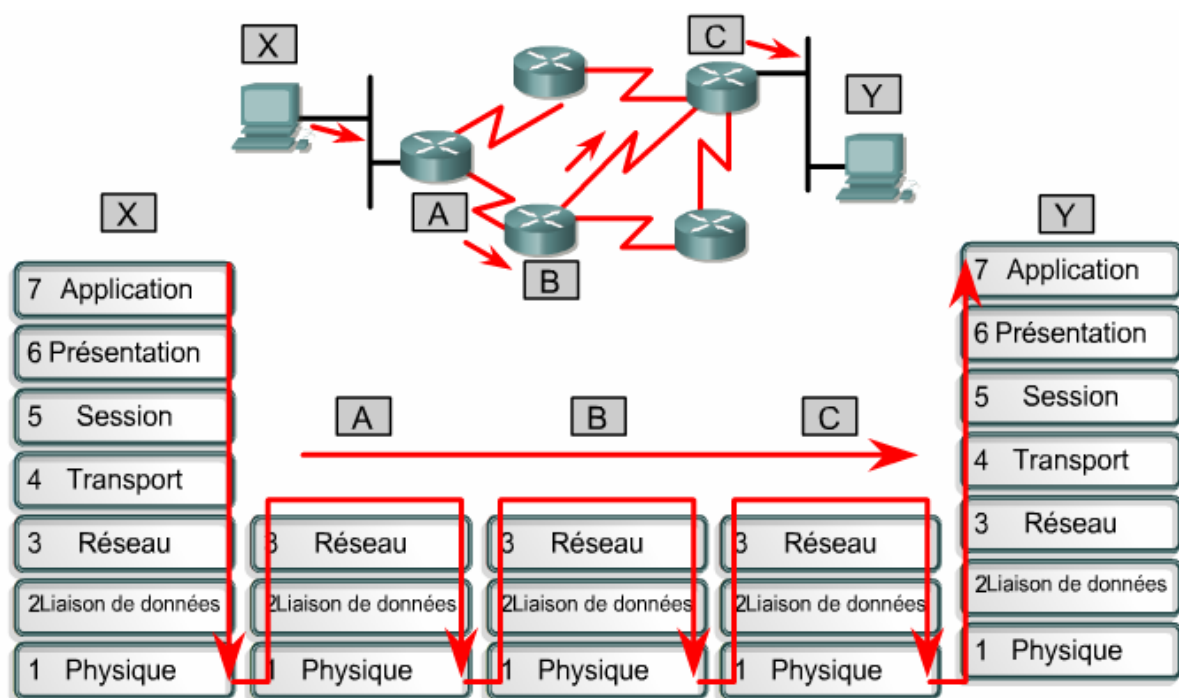 X
C
Y
A
B
X
7 Application
6 Présentation
5 Session
4 Transport
3 Réseau
2Liaison de données
1 Physique
A
3 Réseau
2Liaison de données
1 Physique
B
3 Réseau
2Liaison de données
1 Physique
C
3 Réseau
2Liaison de données
1 Physique
Y
7 Application
6 Présentation
5 Session
4 Transport
3 Réseau
2Liaison de données
1 Physique